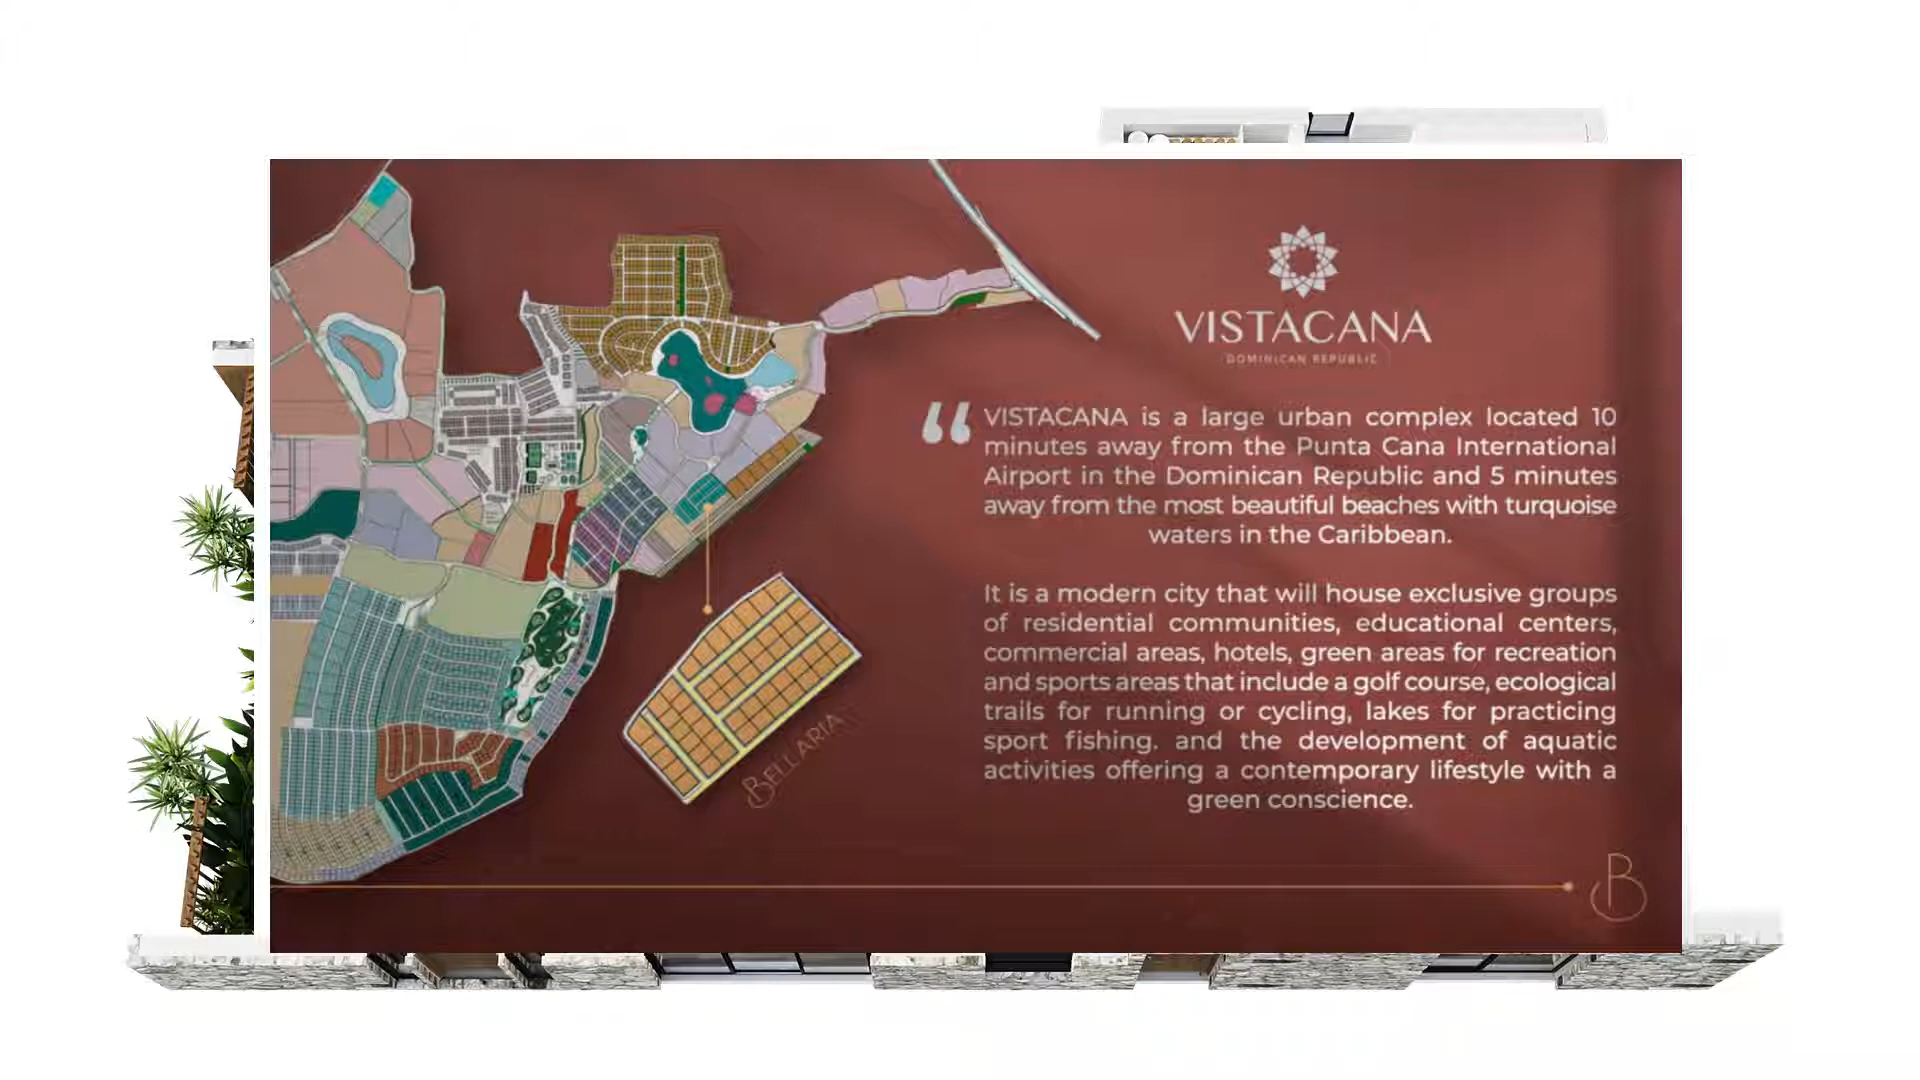 VISTACANA
DOMINICAN REPUBLIC
“ VISTACANA is a large urban complex located 10
minutes away from the Punta Cana International
Airport in the Dominican Republic and 5 minutes
away from the most beautiful beaches with turquoise
waters in the Caribbean.
It is a modern city that will house exclusive groups
of residential communities, educational centers,
commercial areas, hotels, green areas for recreation
and sports areas that include a golf course, ecological
trails for running or cycling, lakes for practicing
sport fishing. and the development of aquatic
activities offering a contemporary lifestyle with a
green conscience.
BELLARIA
B